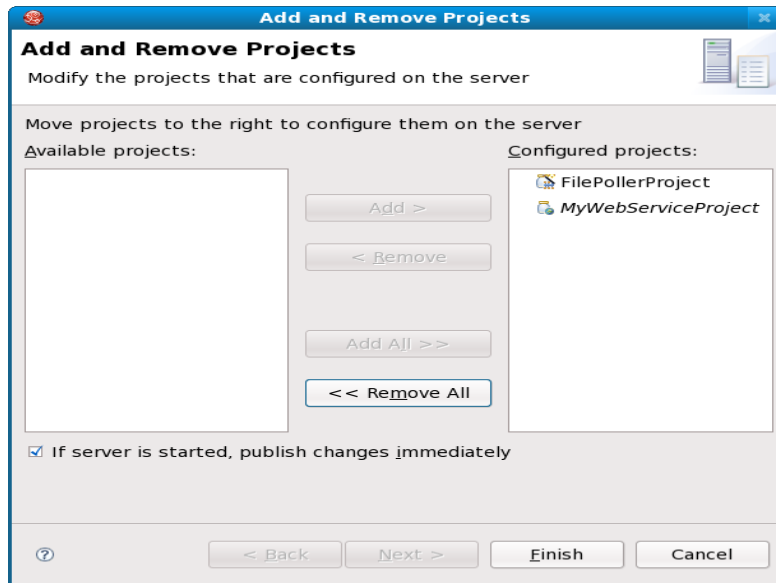 Add and Remove Projects
Add and Remove Projects
Modify the projects that are configured on the server
Move projects to the right to configure them on the server
Available projects:
Configured projects:
FilePollerProject
MyWebServiceProject
Add >
< Remove
Add All >>
<< Remove All
If server is started, publish changes immediately
?
< Back
Next >
Finish
Cancel